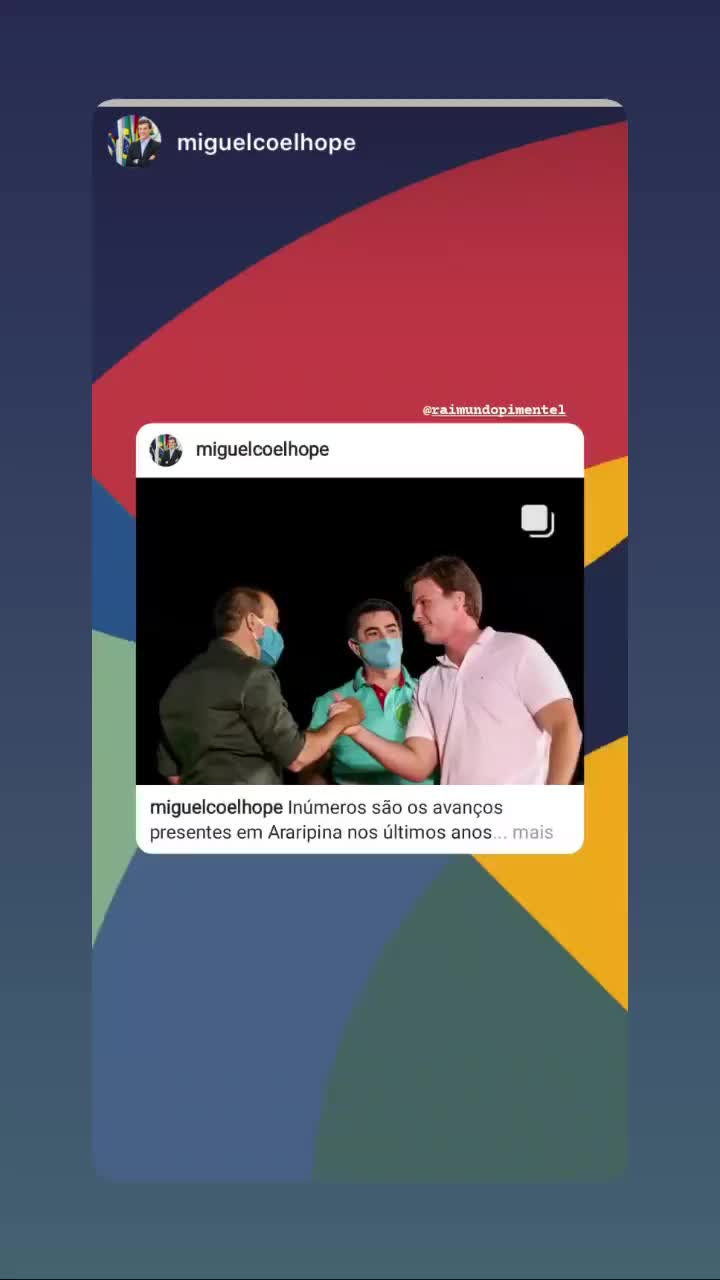 miguelcoelhope
@raimundopimentel
miguelcoelhope
miguelcoelhope Inúmeros são os avanços
presentes em Araripina nos últimos anos... mais